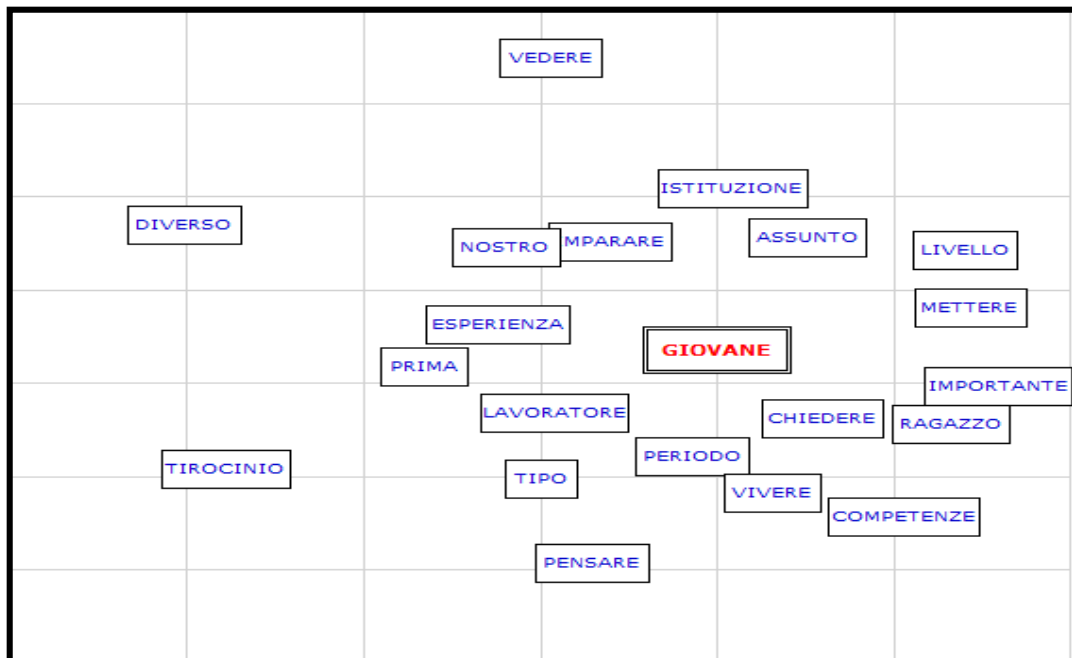 VEDERE
ISTITUZIONE
DIVERSO
NOSTRO
MPARARE
ASSUNTO
LIVELLO
METTERE
ESPERIENZA
GIOVANE
PRIMA
IMPORTANTE
LAVORATORE
CHIEDERE
RAGAZZO
PERIODO
TIROCINIO
TIPO
VIVERE
COMPETENZE
PENSARE